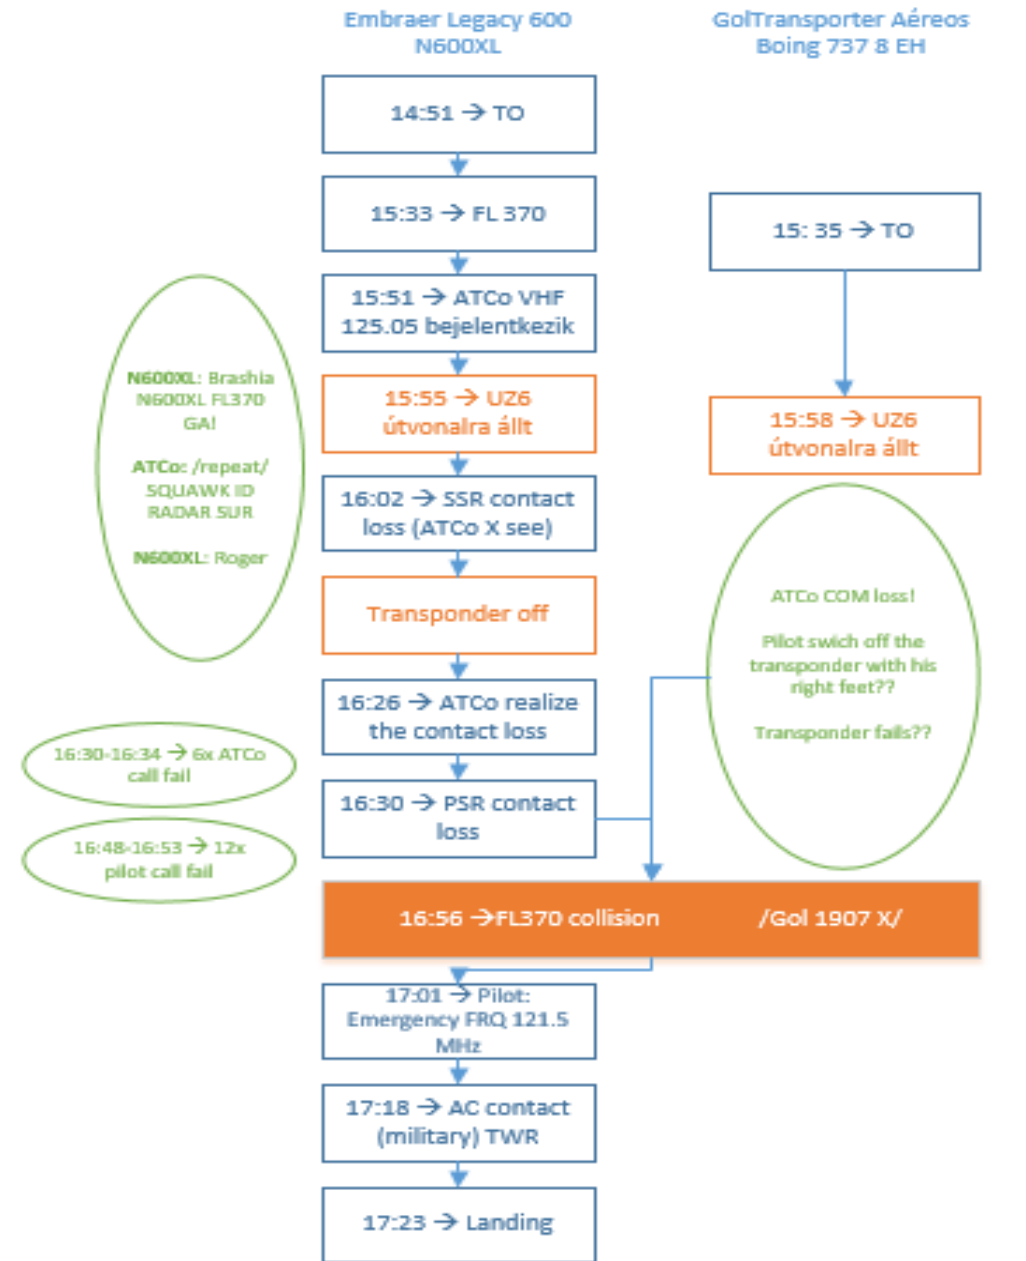 Embraer Legacy 600
N600XL
GolTransporter Aéreos
Boeing 737 8 EH
14:51 → TO
15:33 → FL 370
15: 35 → TO
15:51 → ATCo VHF
125.05 bejelentkezik
N600XL: Brashia
N600XL FL370
GA!
ATCo: /repeat/
SQUAWK ID
RADAR SUR
N600XL: Roger
15:55 → UZ6
útvonalra állt
15:58 → UZ6
útvonalra állt
16:02 → SSR contact
loss (ATCo X see)
Transponder off
ATCo COM loss!
Pilot swich off the
transponder with his
right feet??
Transponder fails??
16:26 → ATCo realize
the contact loss
16:30-16:34 → 6x ATCo
call fail
16:30 → PSR contact
loss
16:48-16:53 → 12x
pilot call fail
16:56 →FL370 collision
/Gol 1907 X/
17:01 → Pilot:
Emergency FRQ 121.5
MHz
17:18 → AC contact
(military) TWR
17:23 → Landing